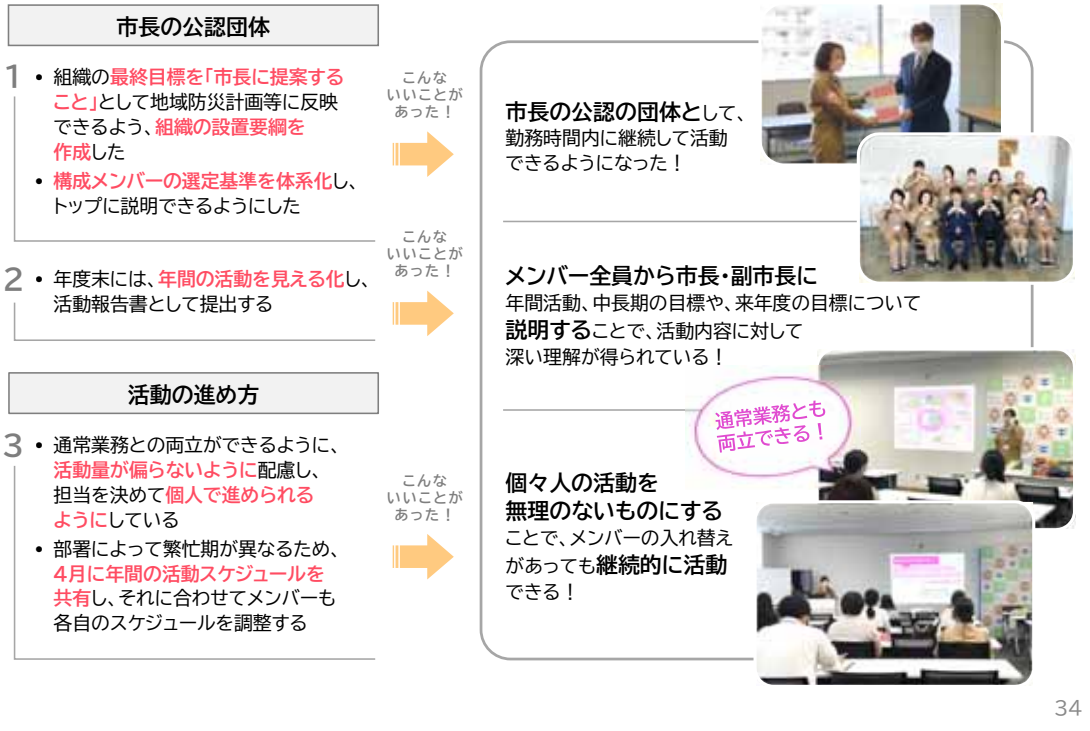 市長の公認団体
1
• 組織の最終目標を「市長に提案する
こと」として地域防災計画等に反映
できるよう、組織の設置要綱を
作成した
• 構成メンバーの選定基準を体系化し、
トップに説明できるようにした
こんな
いいことが
あった！
市長の公認の団体として、
勤務時間内に継続して活動
できるようになった！
2
• 年度末には、年間の活動を見える化し、
活動報告書として提出する
こんな
いいことが
あった！
メンバー全員から市長・副市長に
年間活動、中長期の目標や、来年度の目標について
説明することで、活動内容に対して
深い理解が得られている！
活動の進め方
3
• 通常業務との両立ができるように、
活動量が偏らないように配慮し、
担当を決めて個人で進められる
ようにしている
• 部署によって繁忙期が異なるため、
4月に年間の活動スケジュールを
共有し、それに合わせてメンバーも
各自のスケジュールを調整する
こんな
いいことが
あった！
通常業務とも
両立できる！
個々人の活動を
無理のないものにする
ことで、メンバーの入れ替え
があっても継続的に活動
できる！
34